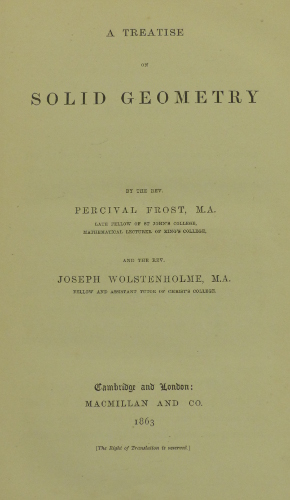 A TREATISE
ON
SOLID GEOMETRY
BY THE REV.
PERCIVAL FROST, M.A.
LATE FELLOW OF ST JOHN'S COLLEGE,
MATHEMATICAL LECTURER OF KING'S COLLEGE,
AND THE REV.
JOSEPH WOLSTENHOLME, M.A.
FELLOW AND ASSISTANT TUTOR OF CHRIST'S COLLEGE.
Cambridge and London:
MACMILLAN AND CO.
1863
[The Right of Translation is reserved.]